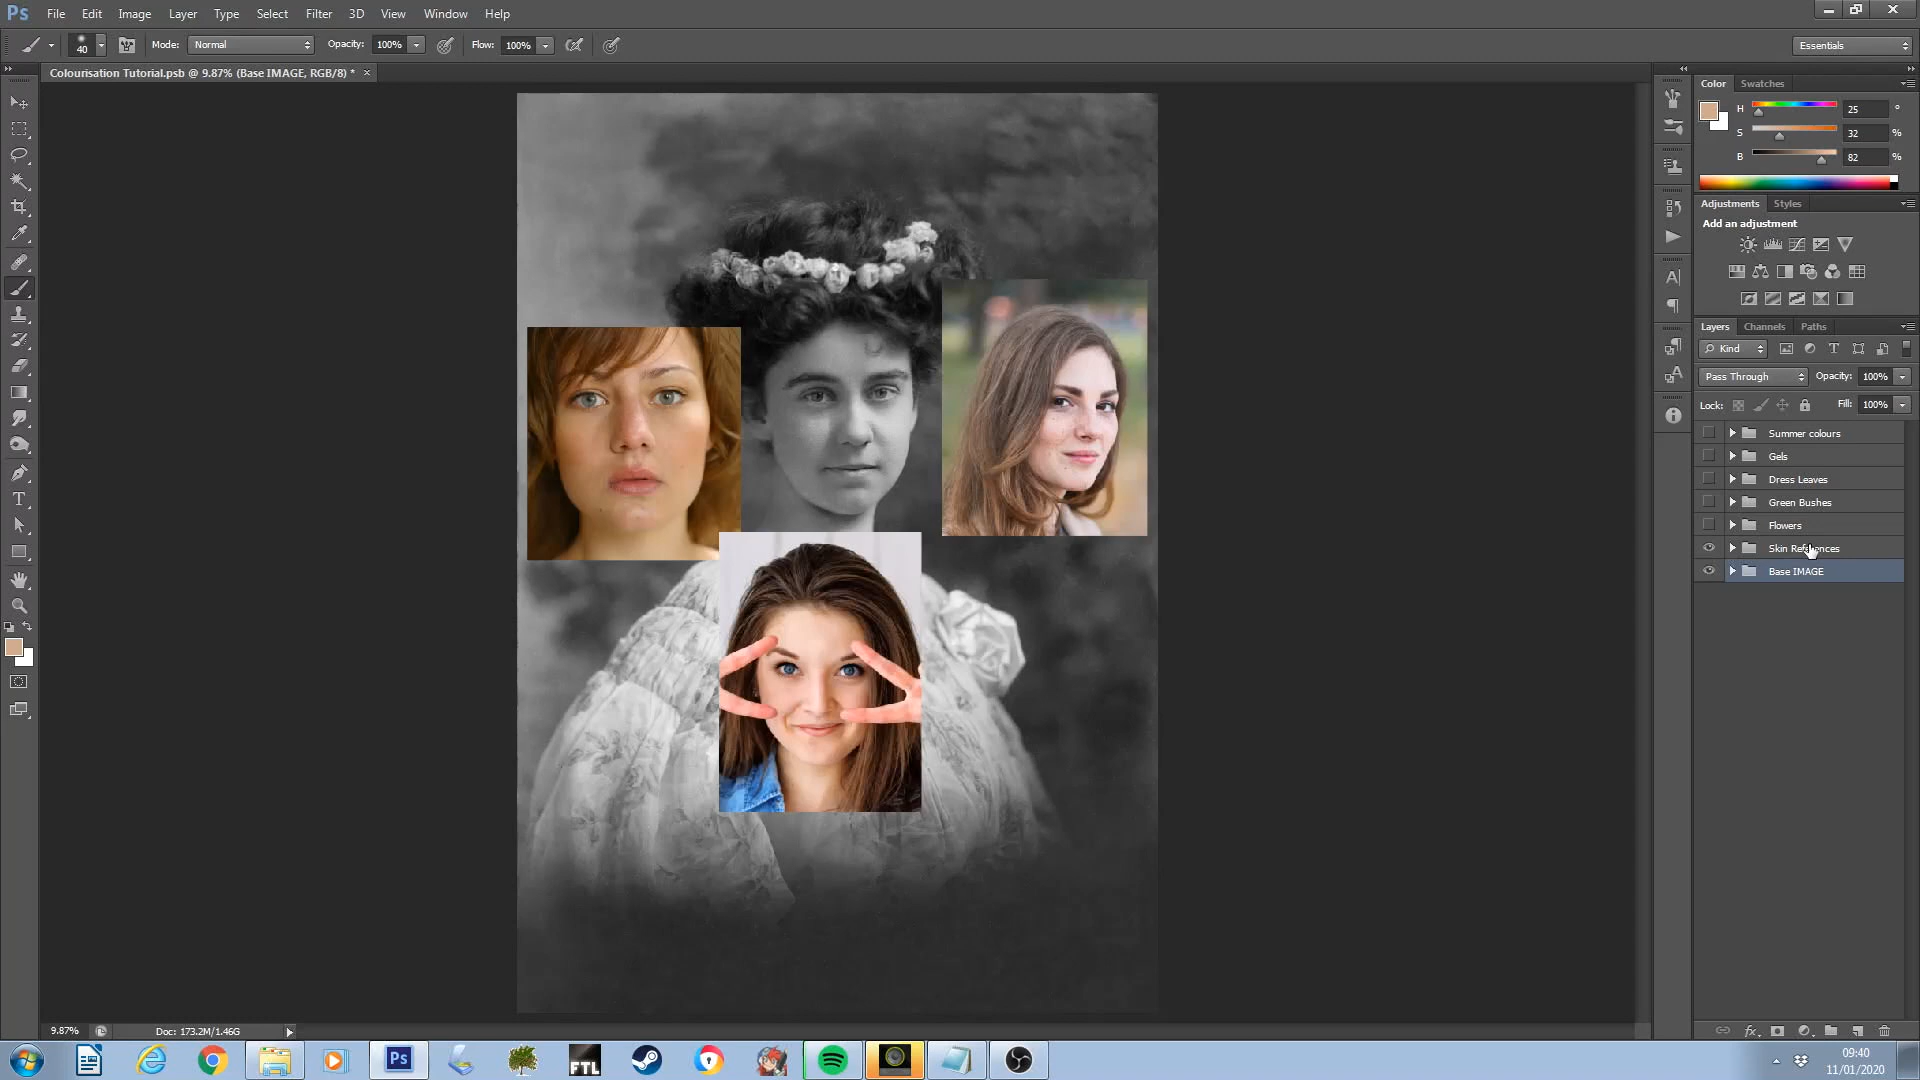 Ps File Edit Image Layer Type Select Filter 3D View Window Help
40 Mode: Normal Opacity: 100% Flow: 100% Essentials
Colourisation Tutorial.psb @ 9.87% (Base IMAGE, RGB/8) * ×
Color Swatches
H 25 °
S 32 %
B 82 %
Adjustments Styles
Add an adjustment
Layers Channels Paths
Kind
Pass Through Opacity: 100%
Lock: Fill: 100%
Summer colours
Gels
Dress Leaves
Green Bushes
Flowers
Skin References
Base IMAGE
9.87% Doc: 173.2M/1.46G
Ps FTL 09:40
11/01/2020